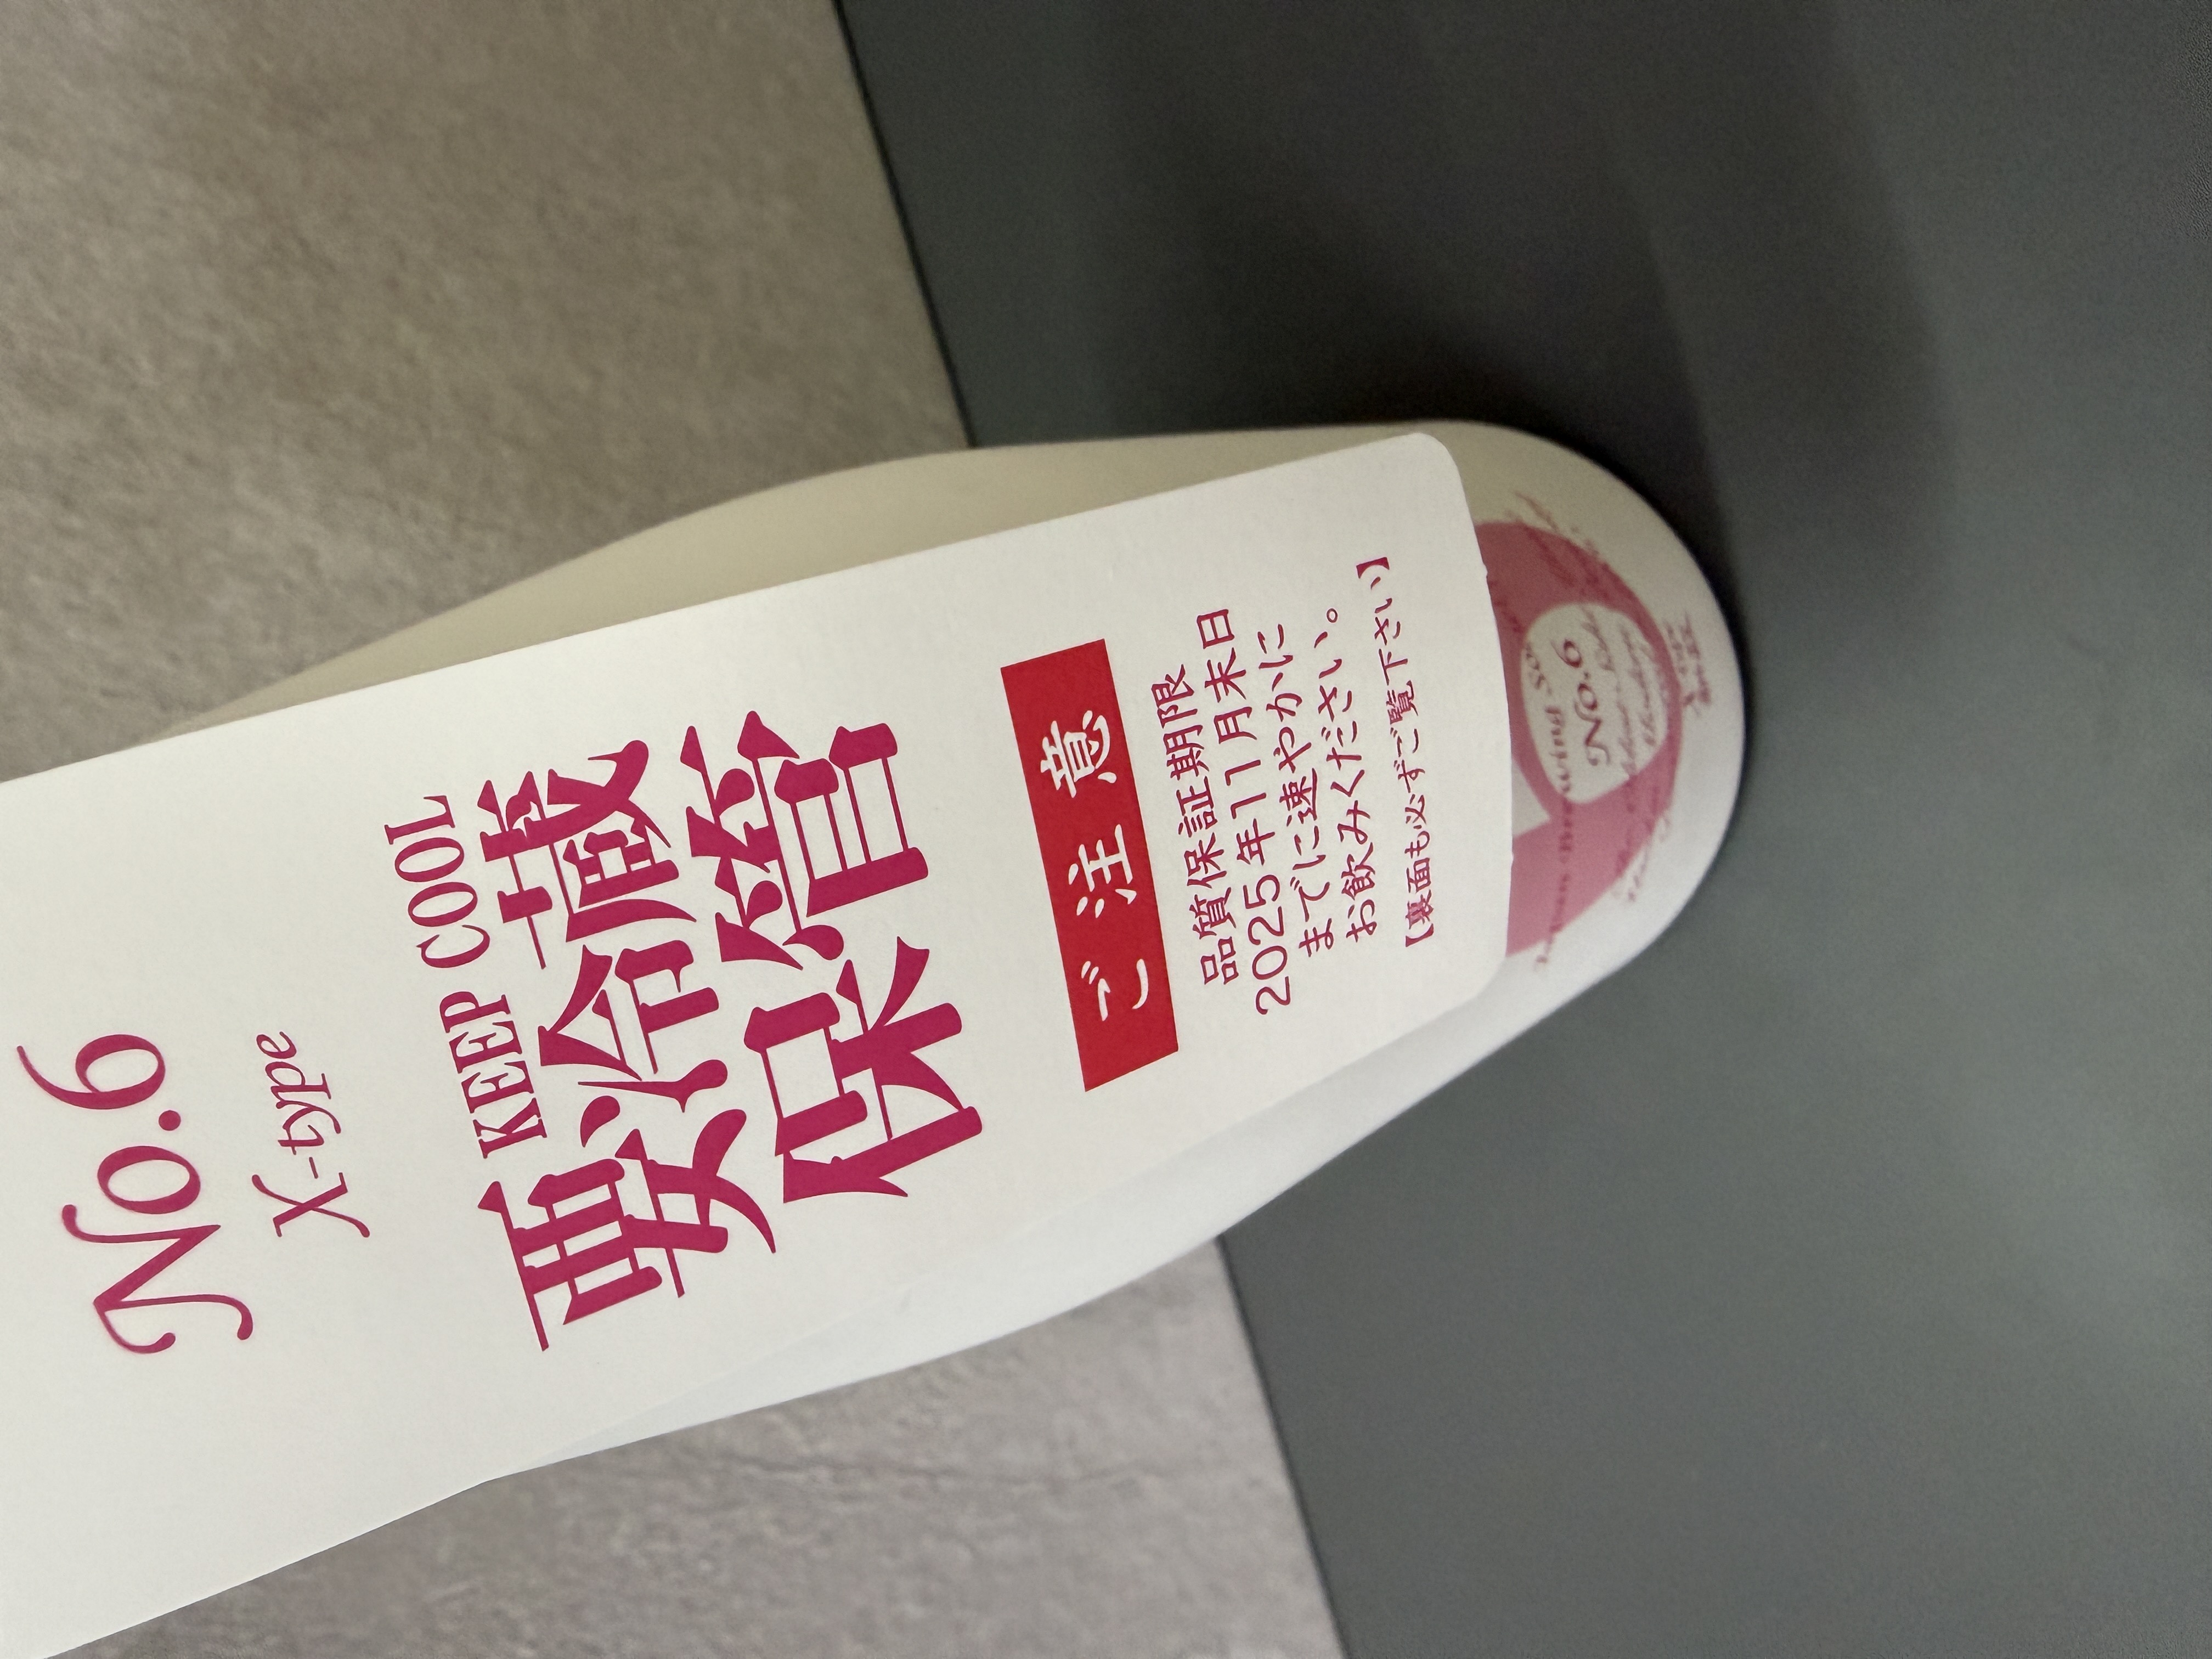 No.6
X-type
KEEP COOL
要冷蔵
保管
ご注意
品質保証期限
2025年11月末日
までに速やかに
お飲みください。
【裏面も必ずご覧下さい】
No.6